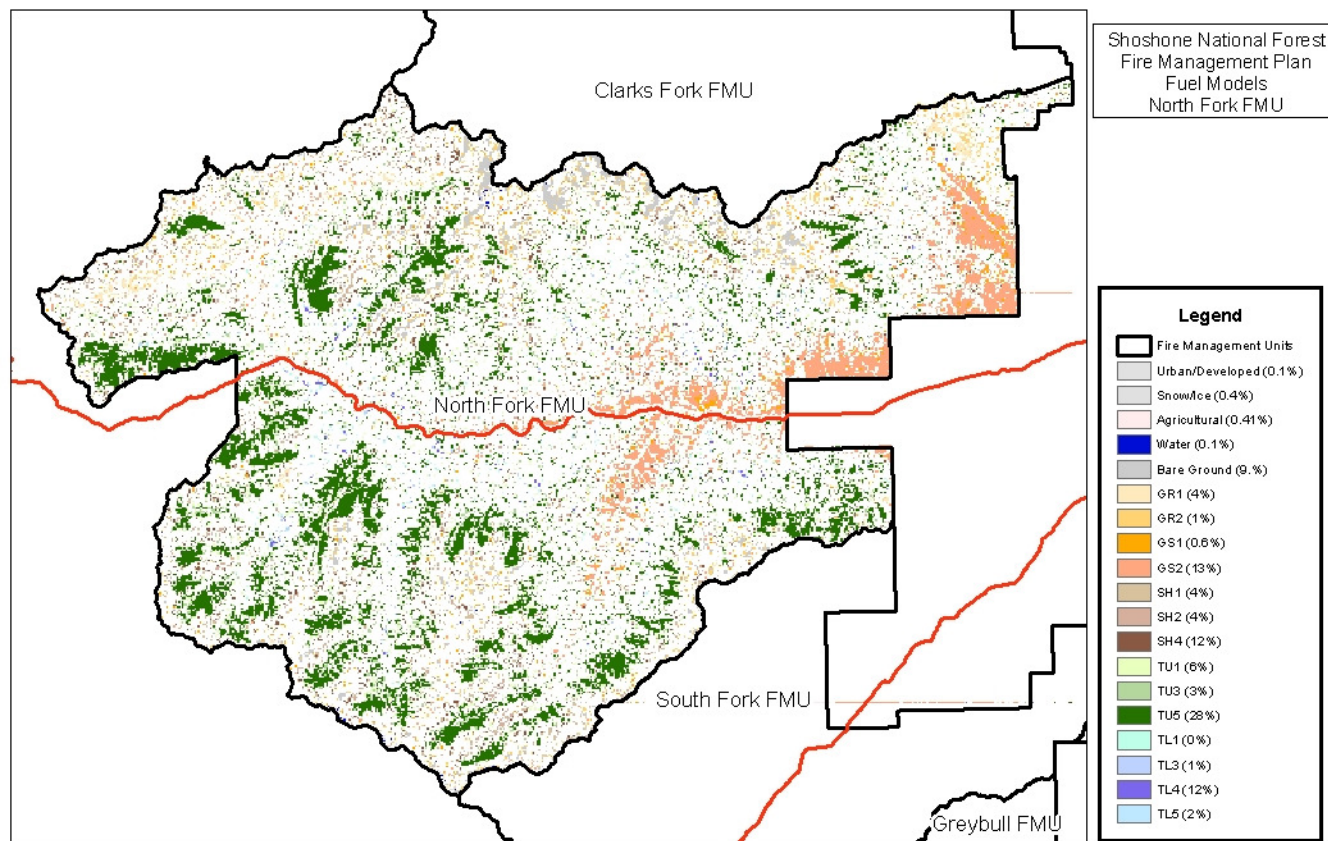 Shoshone National Forest
Fire Management Plan
Fuel Models
North Fork FMU
Clarks Fork FMU
North Fork FMU
South Fork FMU
Greybull FMU
Legend
Fire Management Units
Urban/Developed (0.1%)
Snow/Ice (0.4%)
Agricultural (0.41%)
Water (0.1%)
Bare Ground (9.%)
GR1 (4%)
GR2 (1%)
GS1 (0.6%)
GS2 (13%)
SH1 (4%)
SH2 (4%)
SH4 (12%)
TU1 (6%)
TU3 (3%)
TU5 (28%)
TL1 (0%)
TL3 (1%)
TL4 (12%)
TL5 (2%)